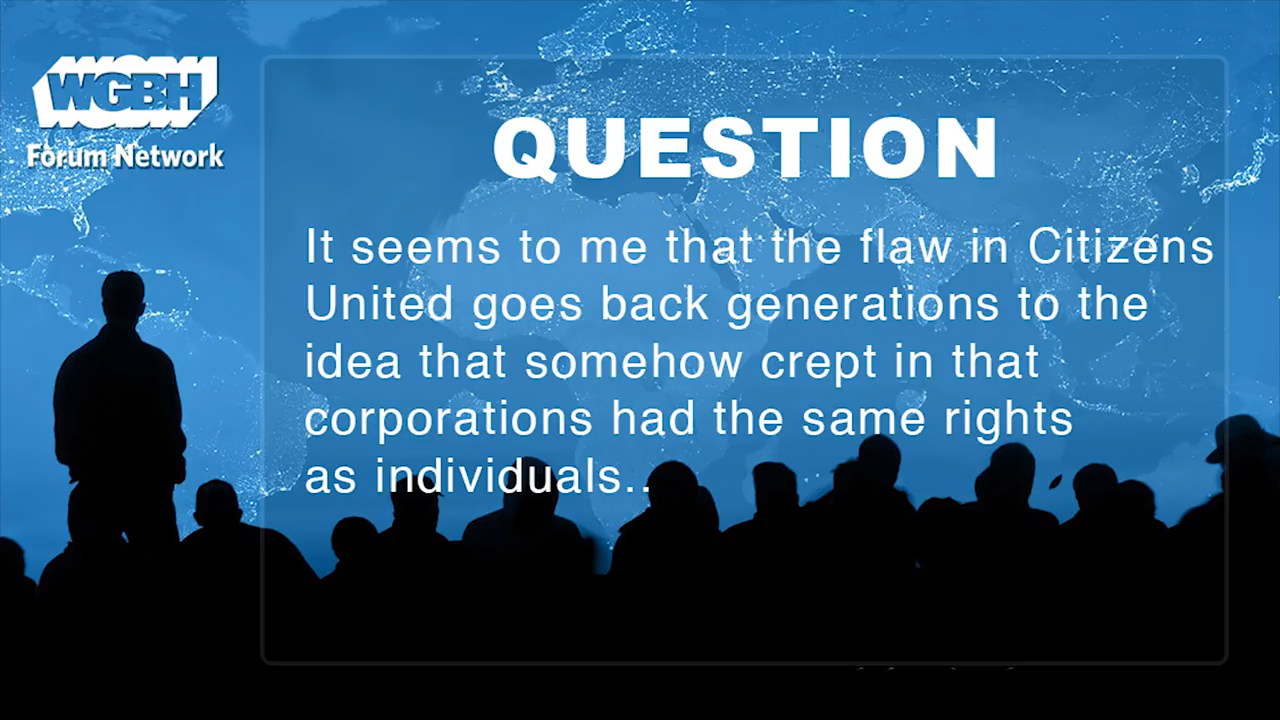 WGBH
Forum Network
QUESTION
It seems to me that the flaw in Citizens
United goes back generations to the
idea that somehow crept in that
corporations had the same rights
as individuals..